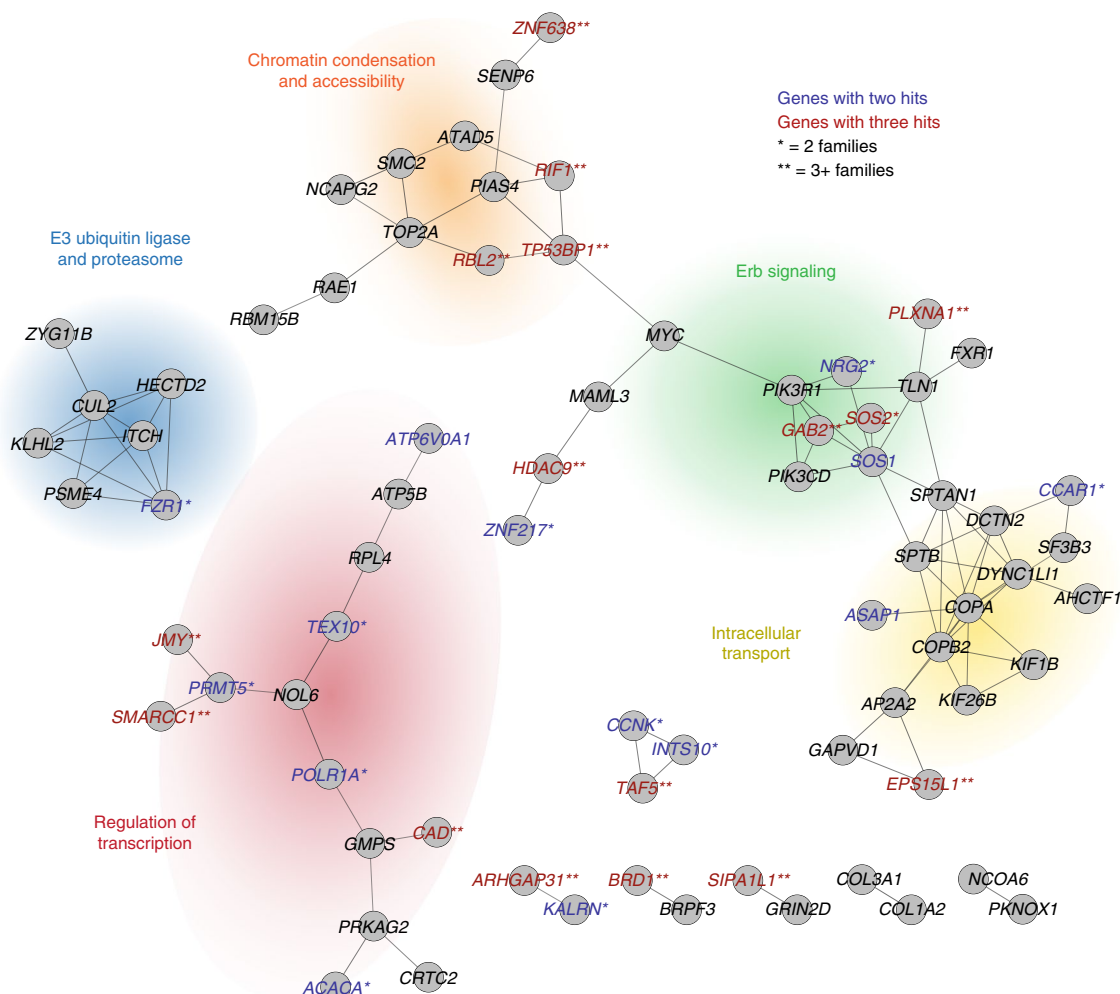 ZNF638**
Chromatin condensation
and accessibility
SENP6
Genes with two hits
Genes with three hits
* = 2 families
** = 3+ families
ATAD5
SMC2
RIF1**
NCAPG2
PIAS4
TOP2A
E3 ubiquitin ligase
and proteasome
RBL2**
TP53BP1**
Erb signaling
RAE1
RBM15B
PLXNA1**
ZYG11B
MYC
FXR1
HECTD2
NRG2*
PIK3R1
TLN1
CUL2
MAML3
SOS2*
KLHL2
ITCH
ATP6V0A1
GAB2**
HDAC9**
PIK3CD
SOS1
PSME4
FZR1*
ATP5B
SPTAN1
CCAR1*
ZNF217*
DCTN2
RPL4
SPTB
SF3B3
DYNC1LI1
AHCTF1
TEX10*
ASAP1
COPA
JMY**
Intracellular
transport
COPB2
KIF1B
PRMT5*
NOL6
SMARCC1**
AP2A2
KIF26B
CCNK*
INTS10*
GAPVD1
POLR1A*
TAF5**
EPS15L1**
Regulation of
transcription
GMPS
CAD**
ARHGAP31**
BRD1**
SIPA1L1**
COL3A1
NCOA6
KALRN*
BRPF3
GRIN2D
COL1A2
PKNOX1
PRKAG2
CRTC2
ACACA*